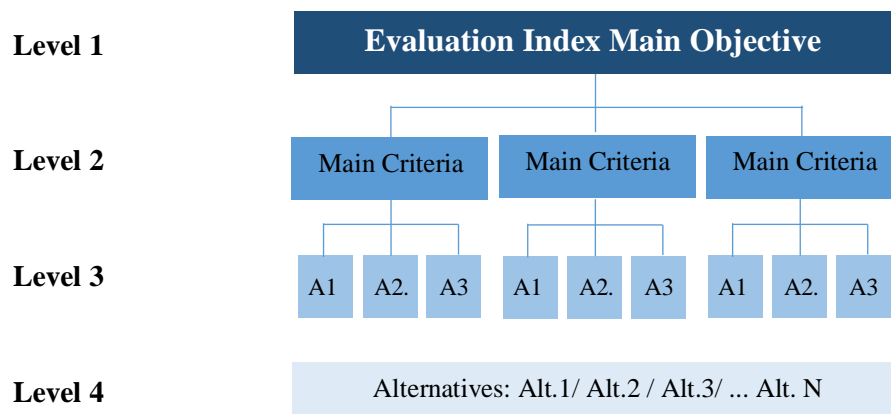 Level 1
Evaluation Index Main Objective
Level 2
Main Criteria
Main Criteria
Main Criteria
Level 3
A1
A2.
A3
A1
A2.
A3
A1
A2.
A3
Level 4
Alternatives: Alt.1/ Alt.2 / Alt.3/ ... Alt. N